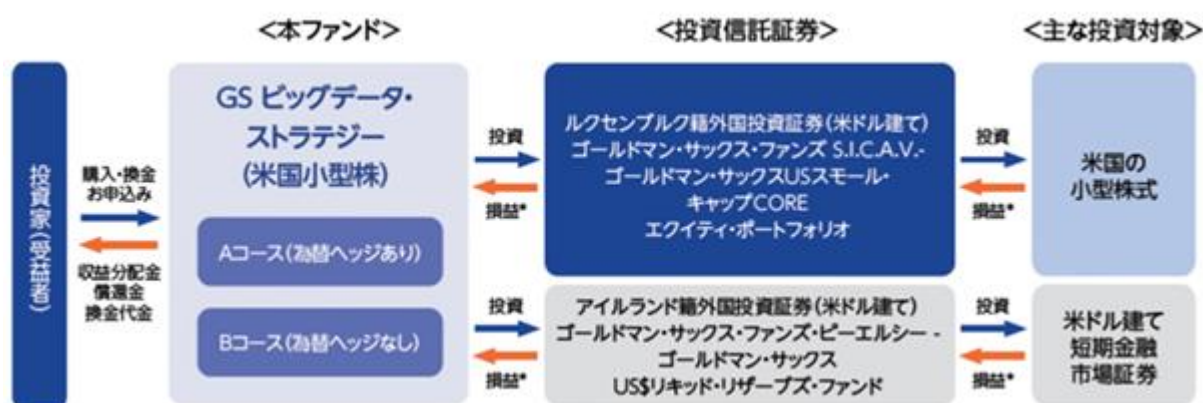 ＜本ファンド＞
＜投資信託証券＞
＜主な投資対象＞
投資家(受益者)
購入・換金
お申込み
収益分配金
償還金
換金代金
GS ビッグデータ・
ストラテジー
(米国小型株)
Aコース(為替ヘッジあり)
Bコース(為替ヘッジなし)
投資
損益*
ルクセンブルク籍外国投資証券(米ドル建て)
ゴールドマン・サックス・ファンズ S.I.C.A.V.-
ゴールドマン・サックスUSスモール・
キャップCORE
エクイティ・ポートフォリオ
投資
損益*
米国の
小型株式
投資
損益*
アイルランド籍外国投資証券(米ドル建て)
ゴールドマン・サックス・ファンズ・ピーエルシー -
ゴールドマン・サックス
US$リキッド・リザーブズ・ファンド
投資
損益*
米ドル建て
短期金融
市場証券